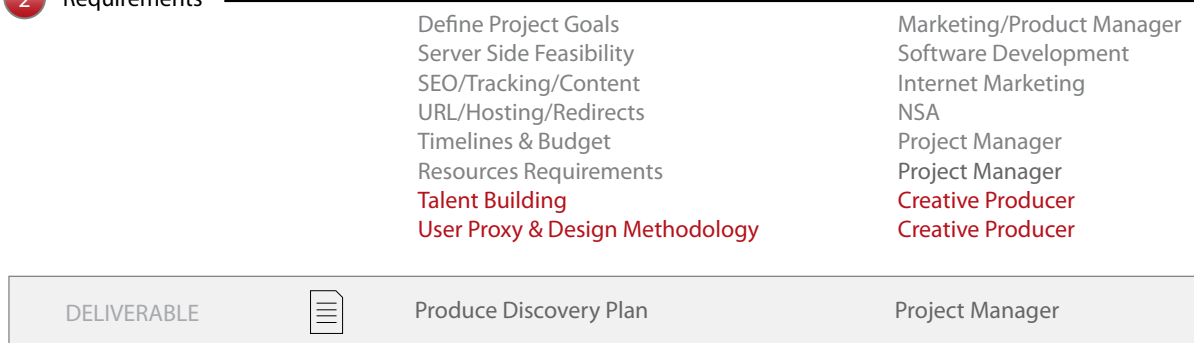 2 Requirements
Define Project Goals Marketing/Product Manager
Server Side Feasibility Software Development
SEO/Tracking/Content Internet Marketing
URL/Hosting/Redirects NSA
Timelines & Budget Project Manager
Resources Requirements Project Manager
Talent Building Creative Producer
User Proxy & Design Methodology Creative Producer
DELIVERABLE Produce Discovery Plan Project Manager